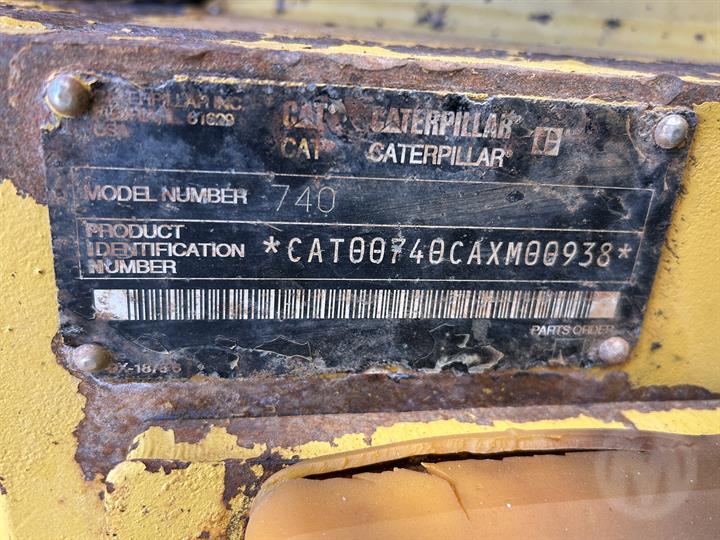 CATERPILLAR INC.
61629
USA
CAT CATERPILLAR
CAT CATERPILLAR
MODEL NUMBER 740
PRODUCT
IDENTIFICATION
NUMBER
*CAT00740CAXM00938*
PARTS ORDER